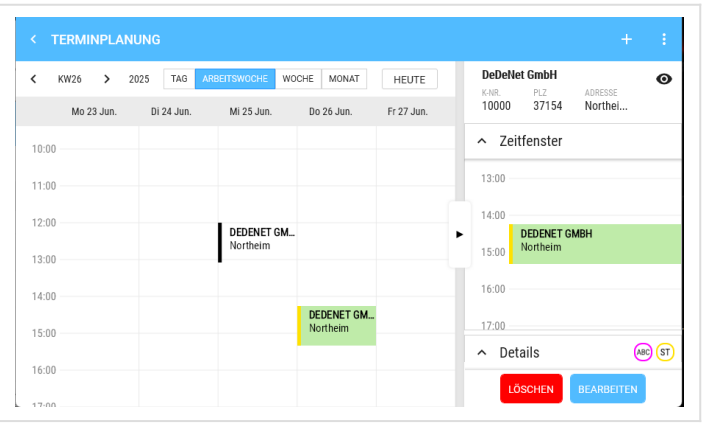 TERMINPLANUNG
KW26 2025 TAG ARBEITSWOCHE WOCHE MONAT HEUTE
Mo 23 Jun. Di 24 Jun. Mi 25 Jun. Do 26 Jun. Fr 27 Jun.
10:00
11:00
12:00
DEDENET GM...
Northeim
13:00
14:00
DEDENET GM...
Northeim
15:00
16:00
17:00
DeDeNet GmbH
K-NR. PLZ ADRESSE
10000 37154 Northei...
Zeitfenster
13:00
14:00
DEDENET GMBH
Northeim
15:00
16:00
17:00
Details ABC ST
LÖSCHEN BEARBEITEN